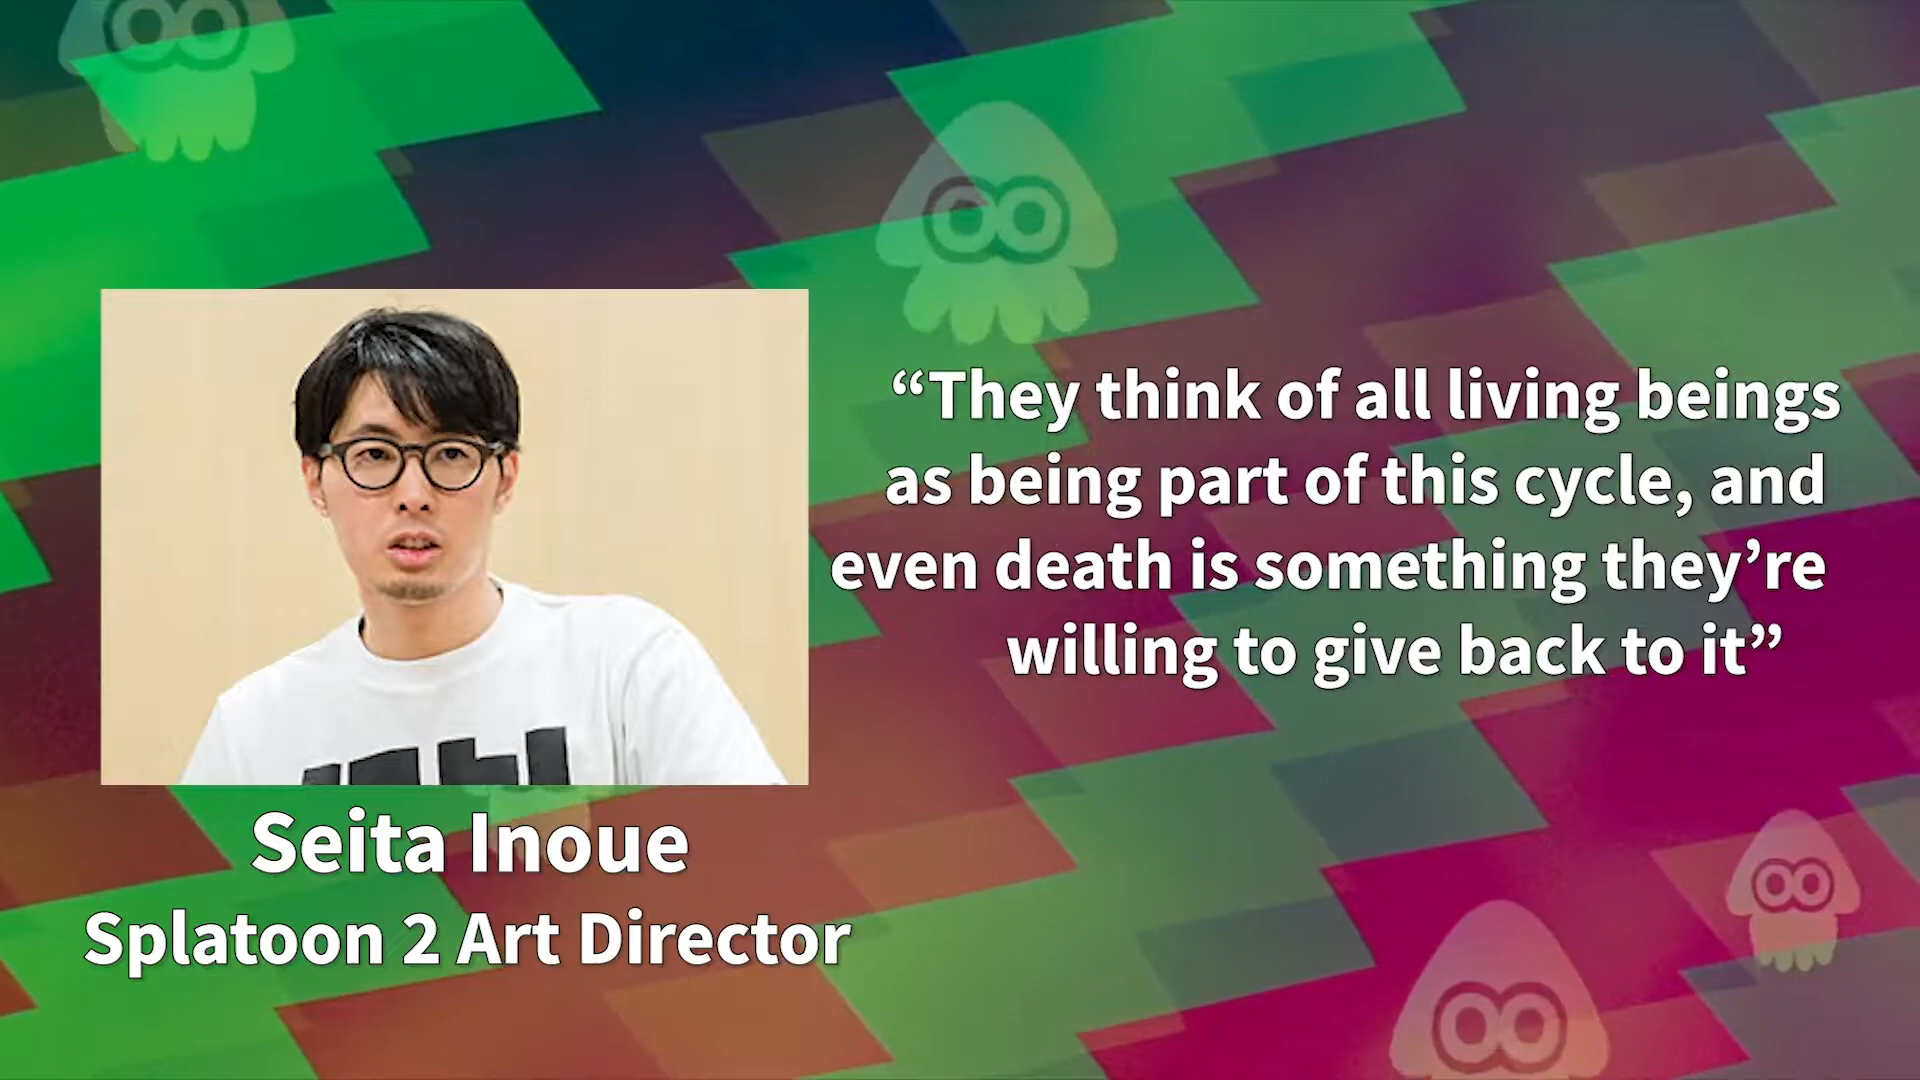 “They think of all living beings
as being part of this cycle, and
even death is something they’re
willing to give back to it”
Seita Inoue
Splatoon 2 Art Director